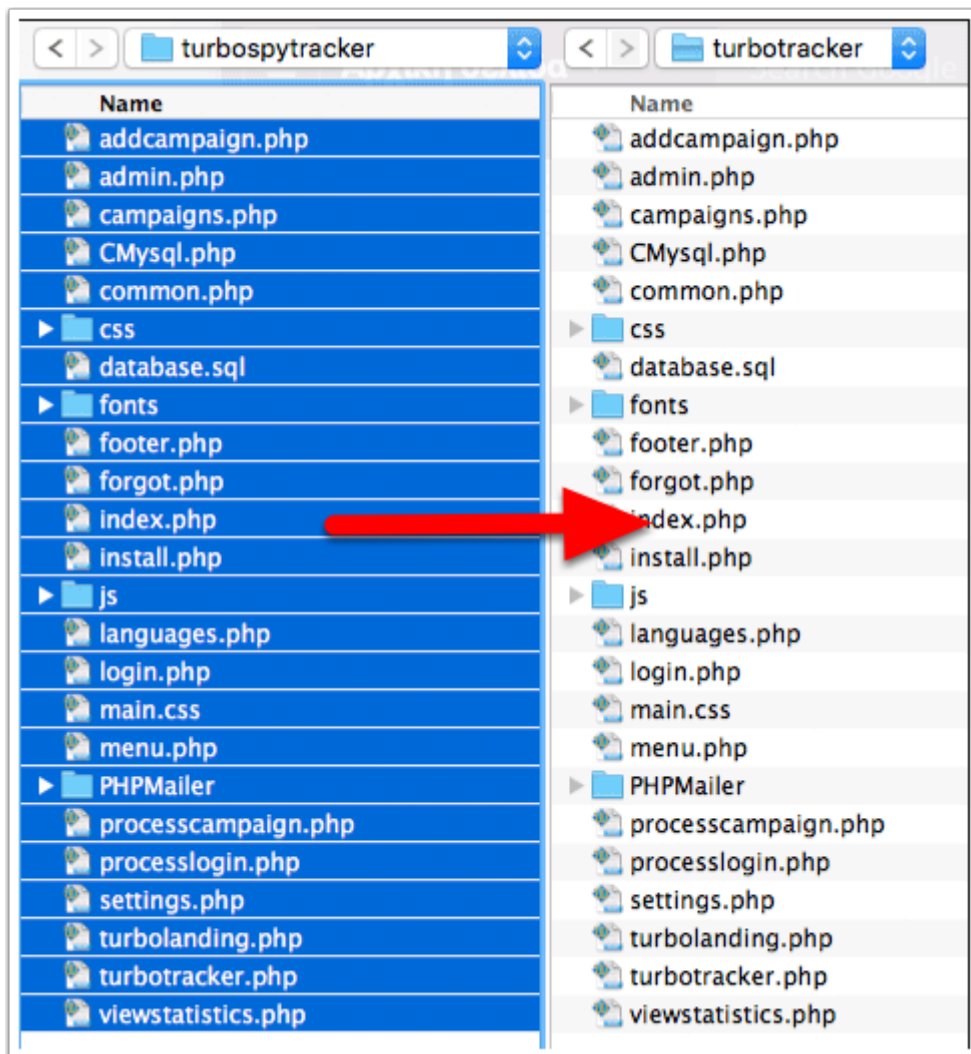 turbospytracker
turbotracker
Name
addcampaign.php
admin.php
campaigns.php
CMysql.php
common.php
css
database.sql
fonts
footer.php
forgot.php
index.php
install.php
js
languages.php
login.php
main.css
menu.php
PHPMailer
processcampaign.php
processlogin.php
settings.php
turbolanding.php
turbotracker.php
viewstatistics.php
Name
addcampaign.php
admin.php
campaigns.php
CMysql.php
common.php
css
database.sql
fonts
footer.php
forgot.php
index.php
install.php
js
languages.php
login.php
main.css
menu.php
PHPMailer
processcampaign.php
processlogin.php
settings.php
turbolanding.php
turbotracker.php
viewstatistics.php